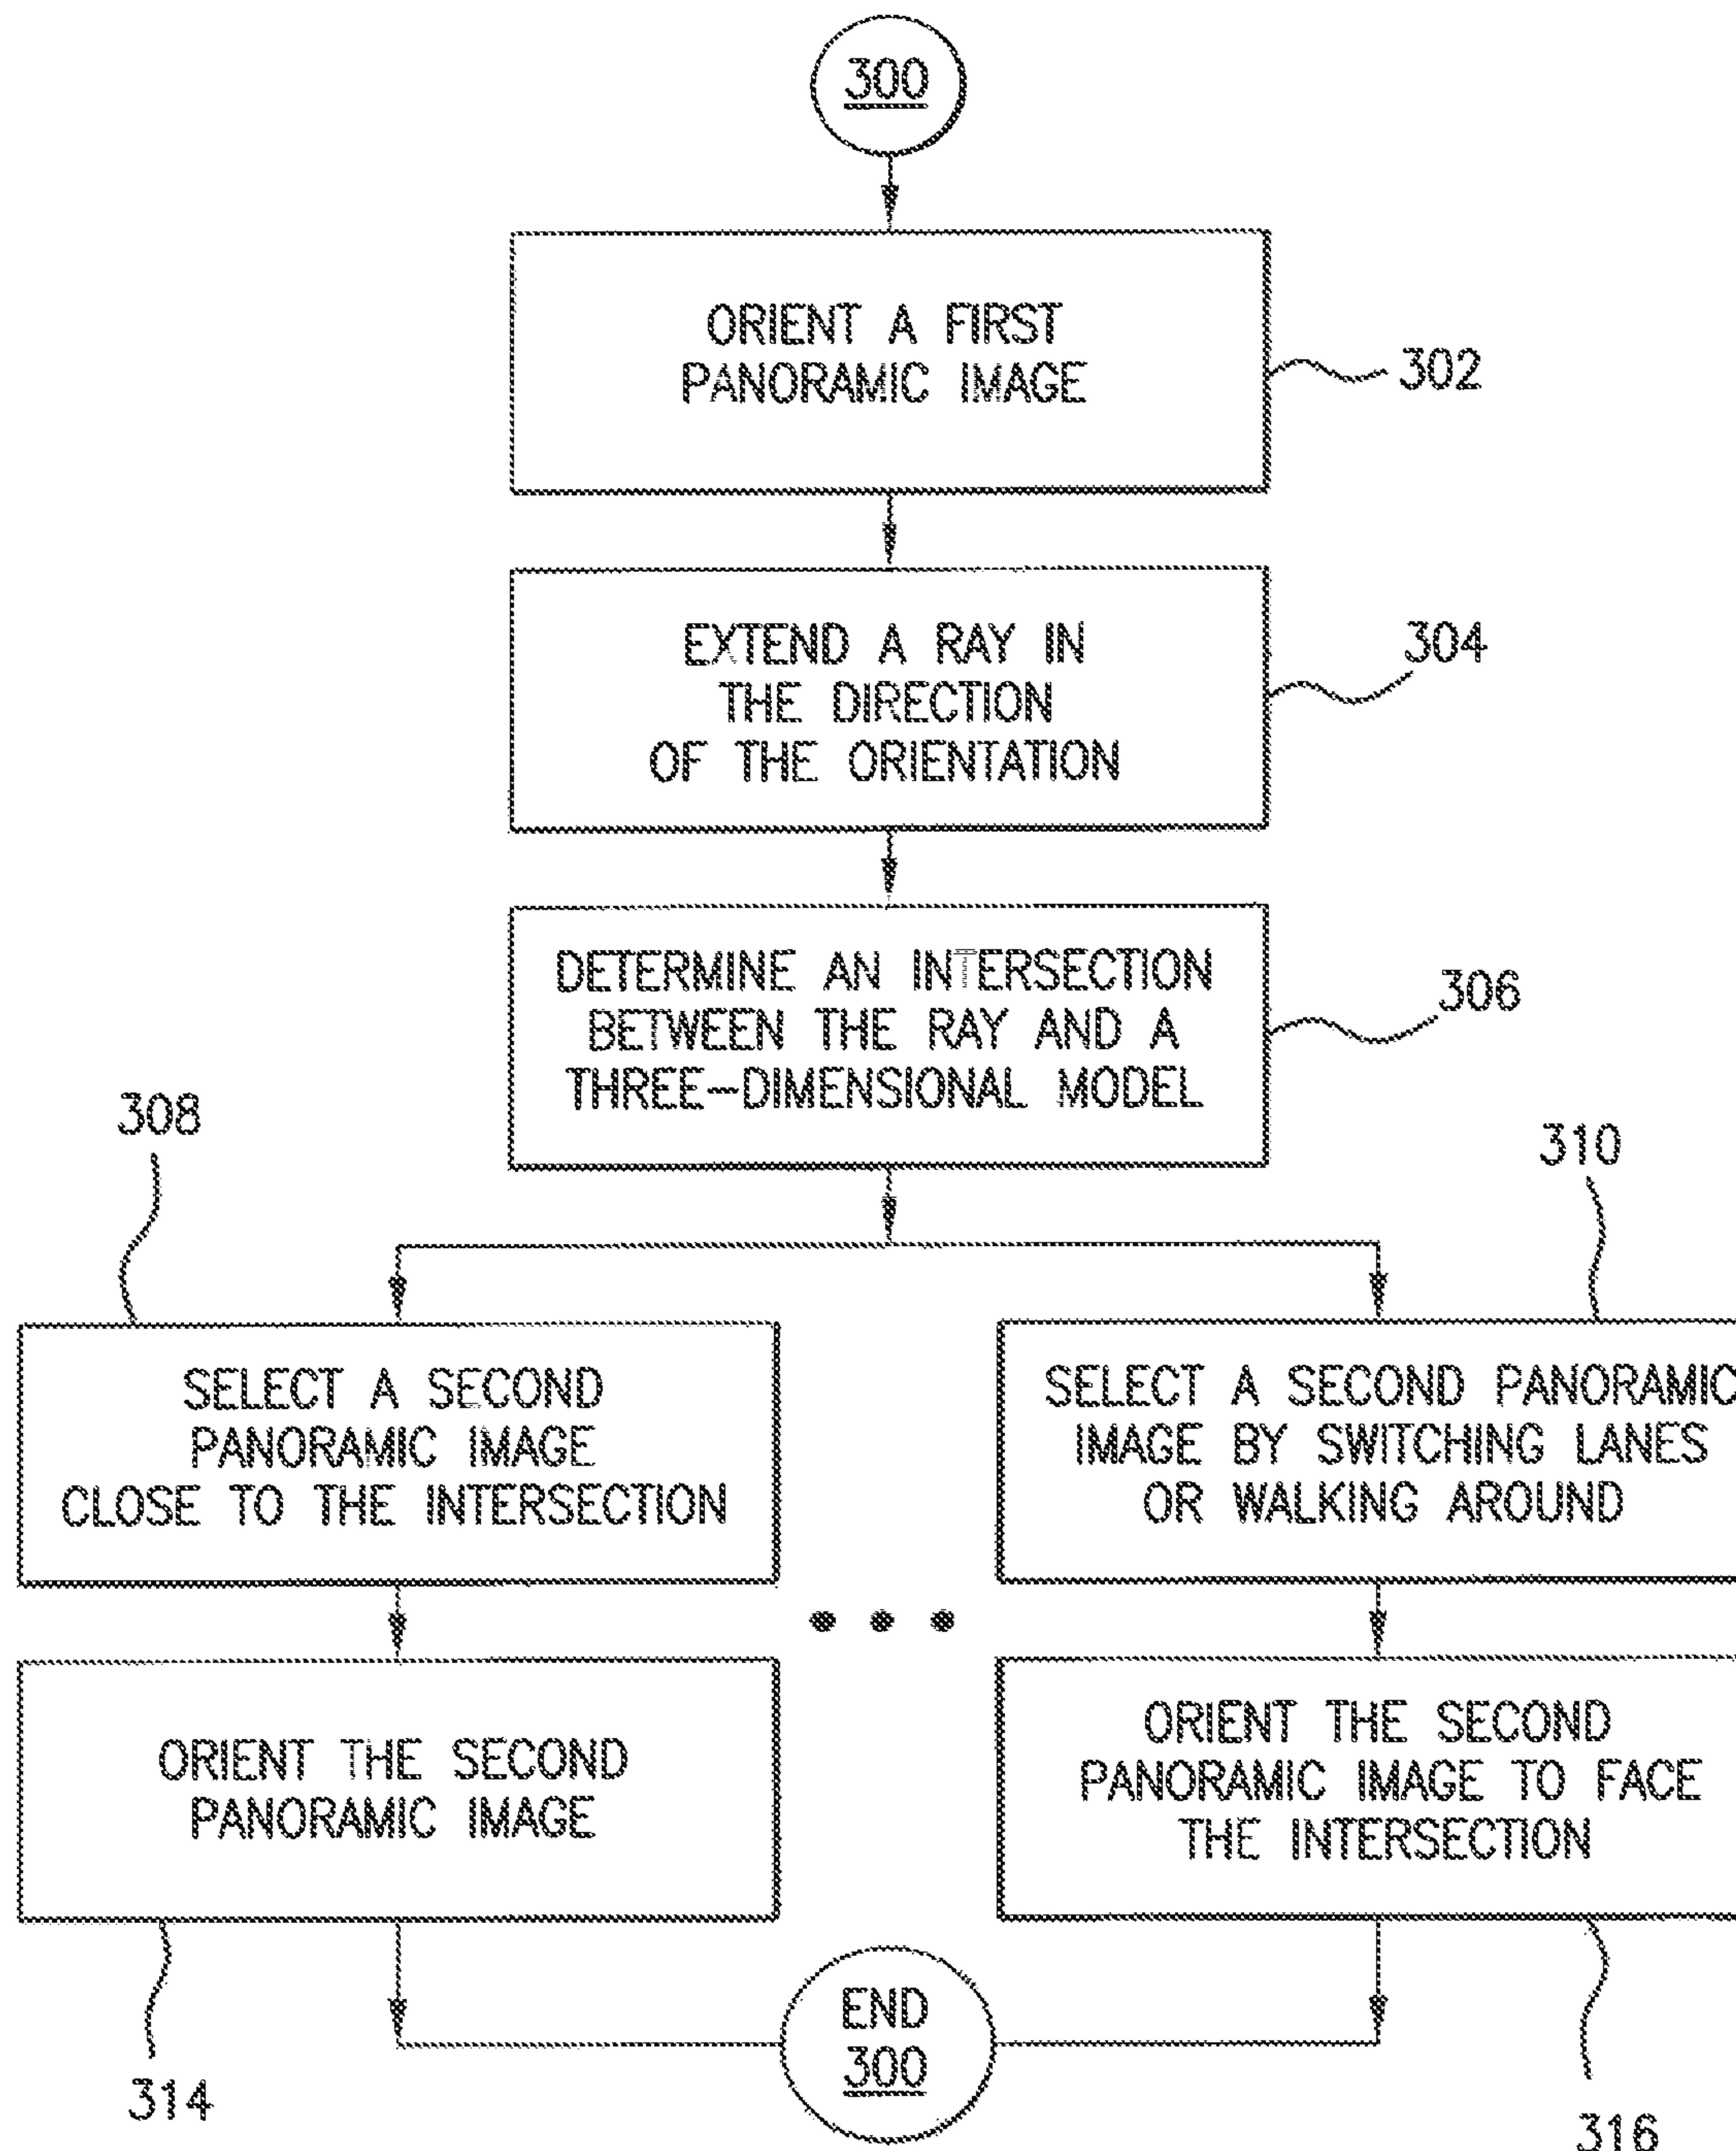 300
ORIENT A FIRST
PANORAMIC IMAGE
302
EXTEND A RAY IN
THE DIRECTION
OF THE ORIENTATION
304
DETERMINE AN INTERSECTION
BETWEEN THE RAY AND A
THREE-DIMENSIONAL MODEL
306
308
310
SELECT A SECOND
PANORAMIC IMAGE
CLOSE TO THE INTERSECTION
SELECT A SECOND PANORAMIC
IMAGE BY SWITCHING LANES
OR WALKING AROUND
ORIENT THE SECOND
PANORAMIC IMAGE
ORIENT THE SECOND
PANORAMIC IMAGE TO FACE
THE INTERSECTION
END
300
314
316